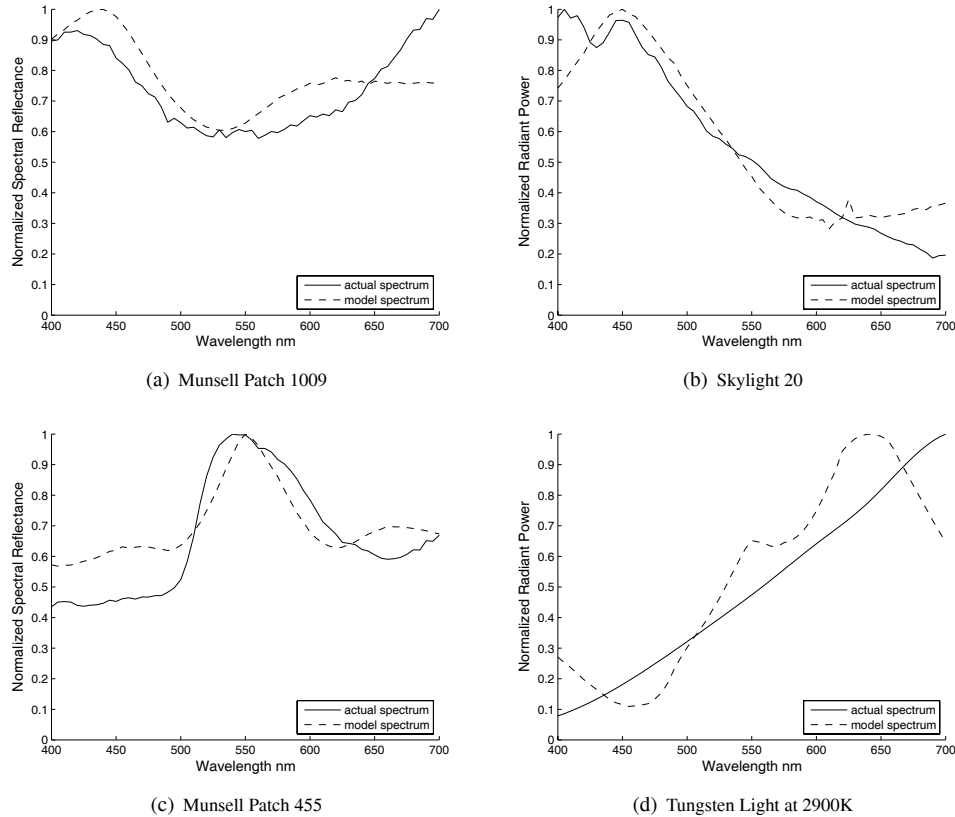 1
0.9
0.8
0.7
0.6
0.5
0.4
0.3
0.2
0.1
0
400 450 500 550 600 650 700
Normalized Spectral Reflectance
Wavelength nm
actual spectrum
model spectrum
(a) Munsell Patch 1009
1
0.9
0.8
0.7
0.6
0.5
0.4
0.3
0.2
0.1
0
400 450 500 550 600 650 700
Normalized Radiant Power
Wavelength nm
actual spectrum
model spectrum
(b) Skylight 20
1
0.9
0.8
0.7
0.6
0.5
0.4
0.3
0.2
0.1
0
400 450 500 550 600 650 700
Normalized Spectral Reflectance
Wavelength nm
actual spectrum
model spectrum
(c) Munsell Patch 455
1
0.9
0.8
0.7
0.6
0.5
0.4
0.3
0.2
0.1
0
400 450 500 550 600 650 700
Normalized Radiant Power
Wavelength nm
actual spectrum
model spectrum
(d) Tungsten Light at 2900K